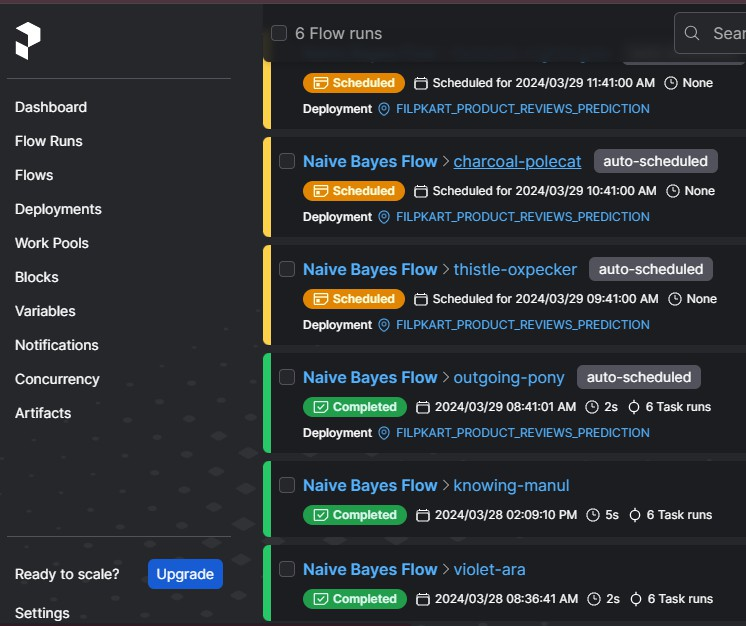 6 Flow runs
Sear
Scheduled Scheduled for 2024/03/29 11:41:00 AM None
Deployment FILPKART_PRODUCT_REVIEWS_PREDICTION
Naive Bayes Flow > charcoal-polecat auto-scheduled
Scheduled Scheduled for 2024/03/29 10:41:00 AM None
Deployment FILPKART_PRODUCT_REVIEWS_PREDICTION
Naive Bayes Flow > thistle-oxpecker auto-scheduled
Scheduled Scheduled for 2024/03/29 09:41:00 AM None
Deployment FILPKART_PRODUCT_REVIEWS_PREDICTION
Naive Bayes Flow > outgoing-pony auto-scheduled
Completed 2024/03/29 08:41:01 AM 2s 6 Task runs
Deployment FILPKART_PRODUCT_REVIEWS_PREDICTION
Naive Bayes Flow > knowing-manul
Completed 2024/03/28 02:09:10 PM 5s 6 Task runs
Naive Bayes Flow > violet-ara
Completed 2024/03/28 08:36:41 AM 2s 6 Task runs
Dashboard
Flow Runs
Flows
Deployments
Work Pools
Blocks
Variables
Notifications
Concurrency
Artifacts
Ready to scale? Upgrade
Settings